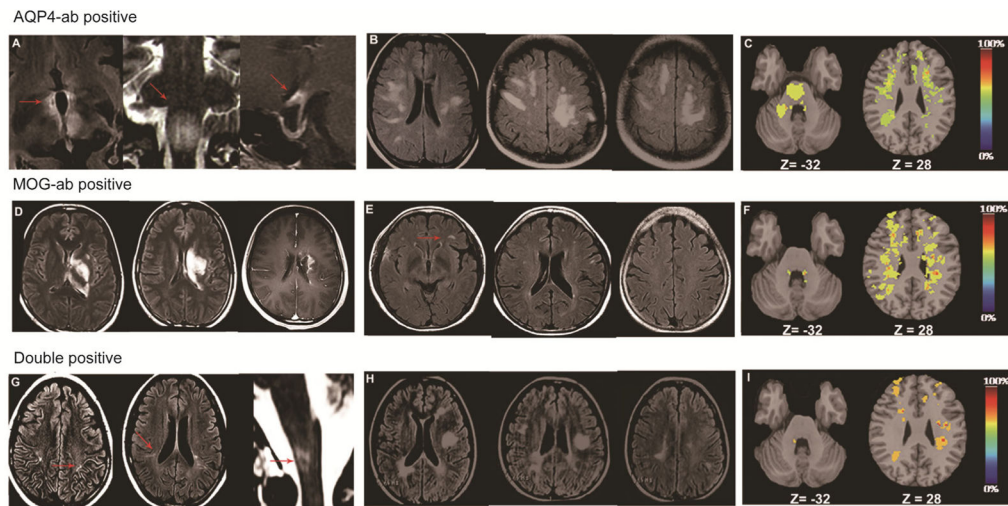 AQP4-ab positive
A
B
C
100%
0%
Z= -32 Z = 28
MOG-ab positive
D
E
F
100%
0%
Z= -32 Z = 28
Double positive
G
H
I
100%
0%
Z= -32 Z = 28